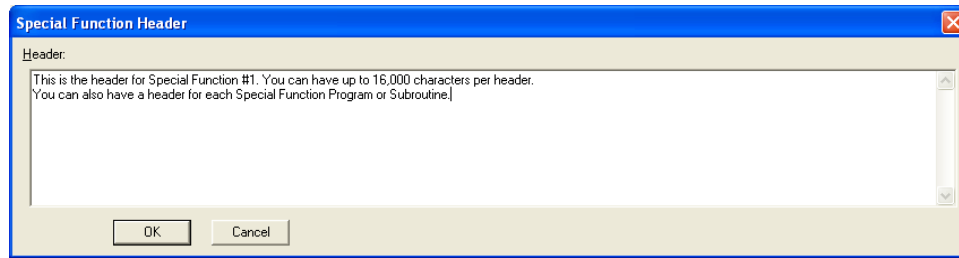 Special Function Header
Header:
This is the header for Special Function #1. You can have up to 16,000 characters per header.
You can also have a header for each Special Function Program or Subroutine.
OK
Cancel